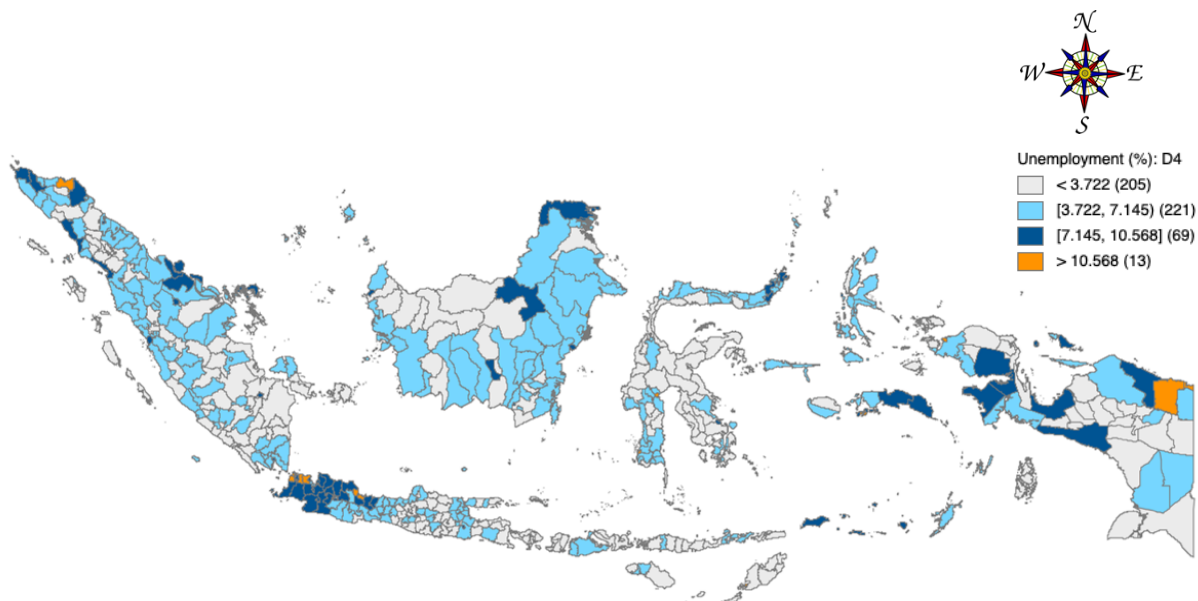 N
W E
S
Unemployment (%): D4
< 3.722 (205)
[3.722, 7.145) (221)
[7.145, 10.568] (69)
> 10.568 (13)